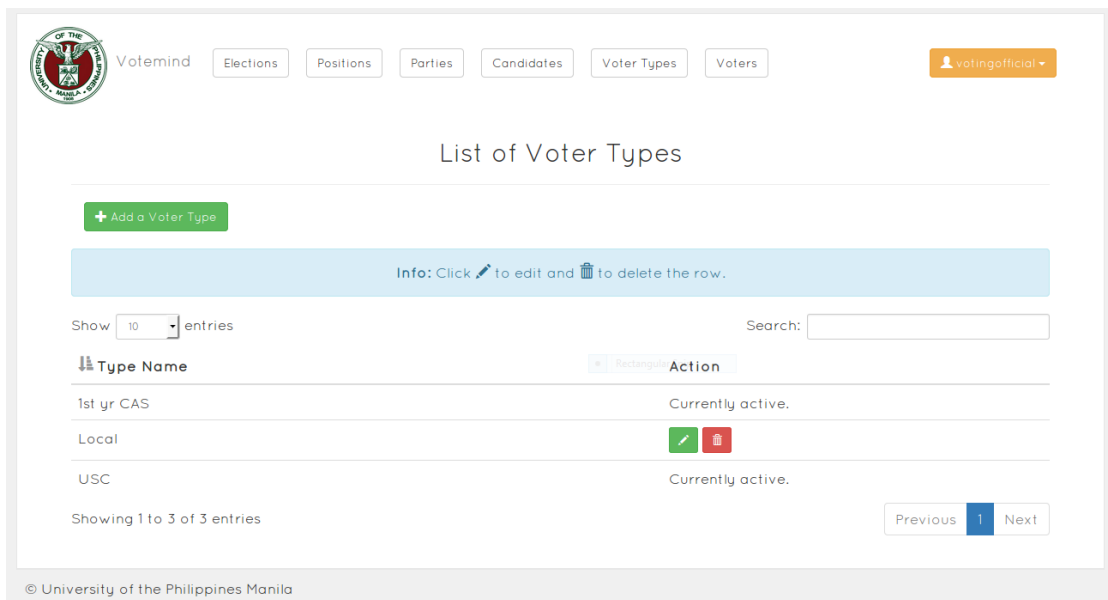 UNIVERSITY OF THE PHILIPPINES
MANILA
1908
Votemind
Elections
Positions
Parties
Candidates
Voter Types
Voters
votingofficial
List of Voter Types
Add a Voter Type
Info: Click to edit and to delete the row.
Show 10 entries
Search:
Type Name
Rectangular
Action
1st yr CAS
Currently active.
Local
USC
Currently active.
Showing 1 to 3 of 3 entries
Previous 1 Next
© University of the Philippines Manila